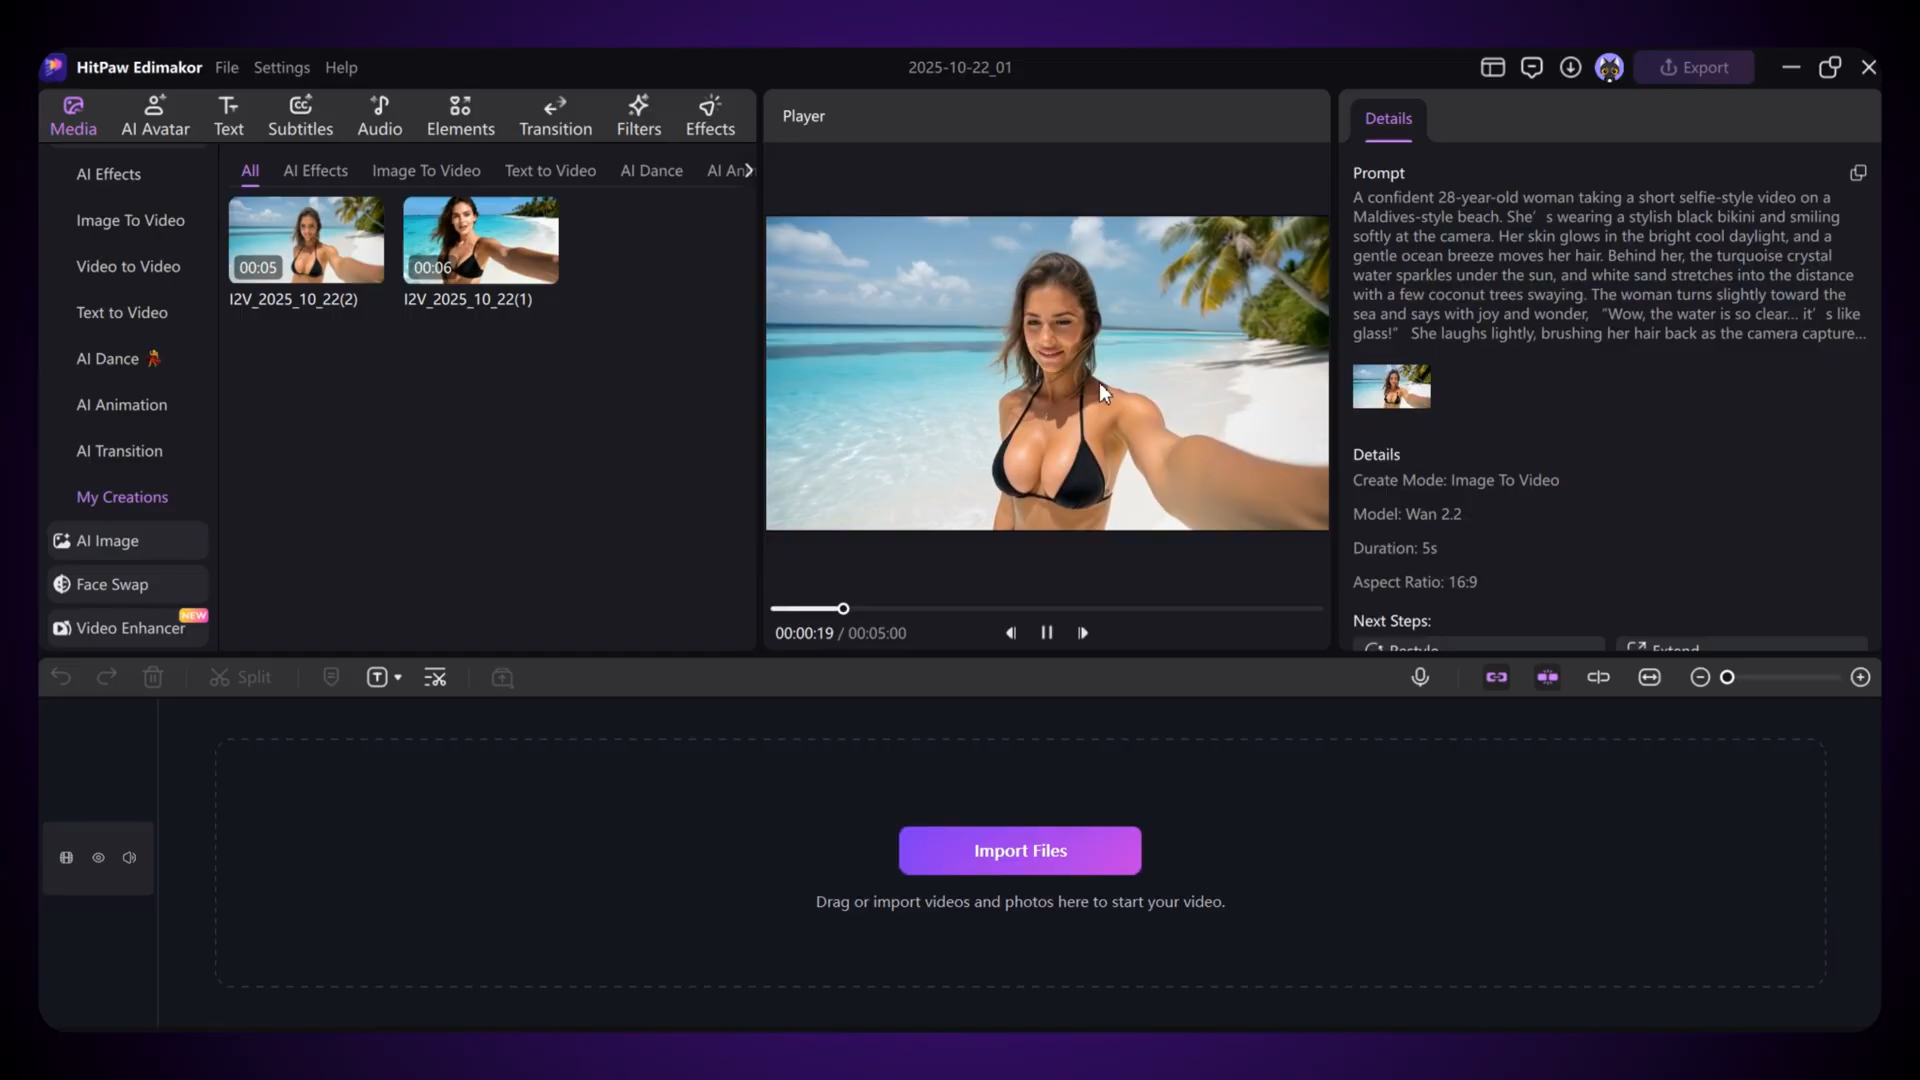 HitPaw Edimakor File Settings Help
2025-10-22_01
Export
Media AI Avatar Text Subtitles Audio Elements Transition Filters Effects
AI Effects
Image To Video
Video to Video
Text to Video
AI Dance
AI Animation
AI Transition
My Creations
AI Image
Face Swap
Video Enhancer
NEW
All AI Effects Image To Video Text to Video AI Dance
00:05
I2V_2025_10_22(2)
00:06
I2V_2025_10_22(1)
Player
00:00:19 / 00:05:00
Details
Prompt
A confident 28-year-old woman taking a short selfie-style video on a
Maldives-style beach. She's wearing a stylish black bikini and smiling
softly at the camera. Her skin glows in the bright cool daylight, and a
gentle ocean breeze moves her hair. Behind her, the turquoise crystal
water sparkles under the sun, and white sand stretches into the distance
with a few coconut trees swaying. The woman turns slightly toward the
sea and says with joy and wonder, “Wow, the water is so clear... it's like
glass!” She laughs lightly, brushing her hair back as the camera capture...
Details
Create Mode: Image To Video
Model: Wan 2.2
Duration: 5s
Aspect Ratio: 16:9
Next Steps:
Restyle Extend
Split
Import Files
Drag or import videos and photos here to start your video.